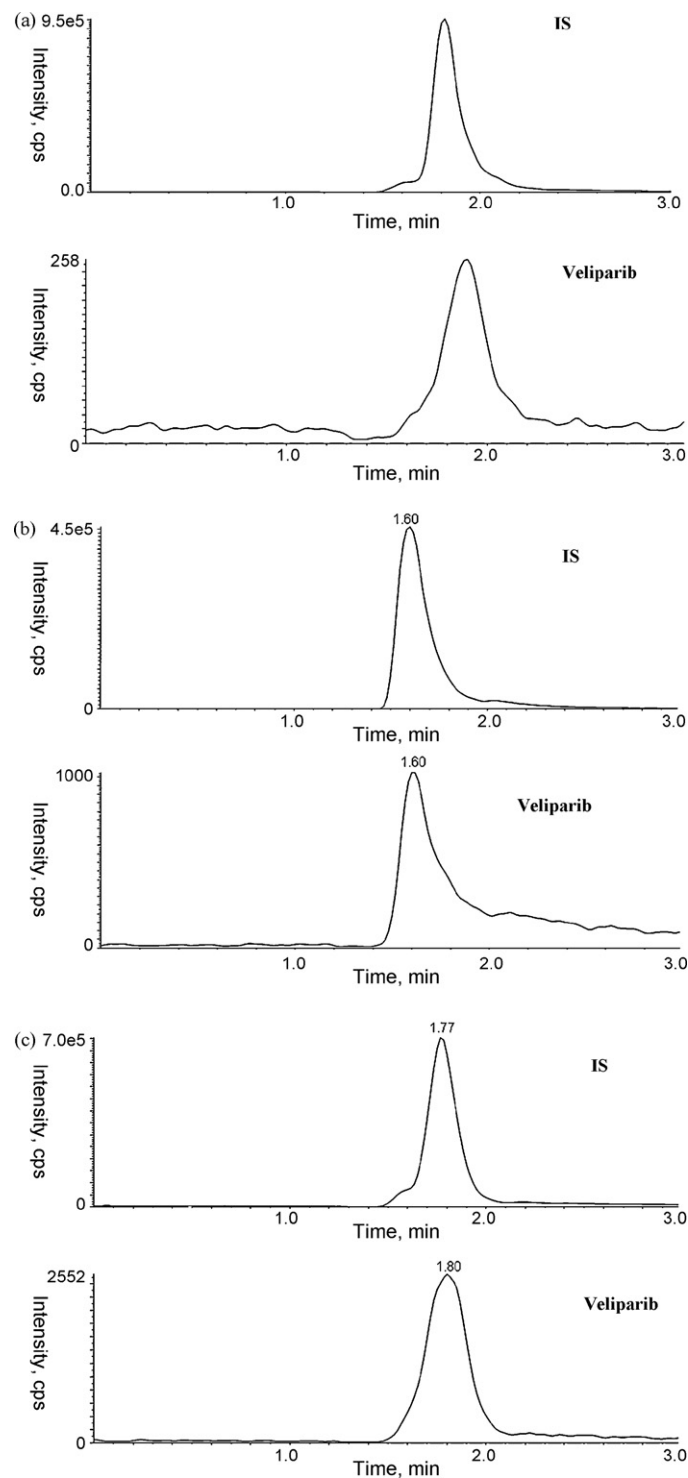 (a)
9.5e5
IS
Intensity, cps
0.0
1.0
2.0
3.0
Time, min
258
Veliparib
Intensity, cps
0
1.0
2.0
3.0
Time, min
(b)
4.5e5
1.60
IS
Intensity, cps
0
1.0
2.0
3.0
Time, min
1000
1.60
Veliparib
Intensity, cps
0
1.0
2.0
3.0
Time, min
(c)
7.0e5
1.77
IS
Intensity, cps
0
1.0
2.0
3.0
Time, min
2552
1.80
Veliparib
Intensity, cps
0
1.0
2.0
3.0
Time, min